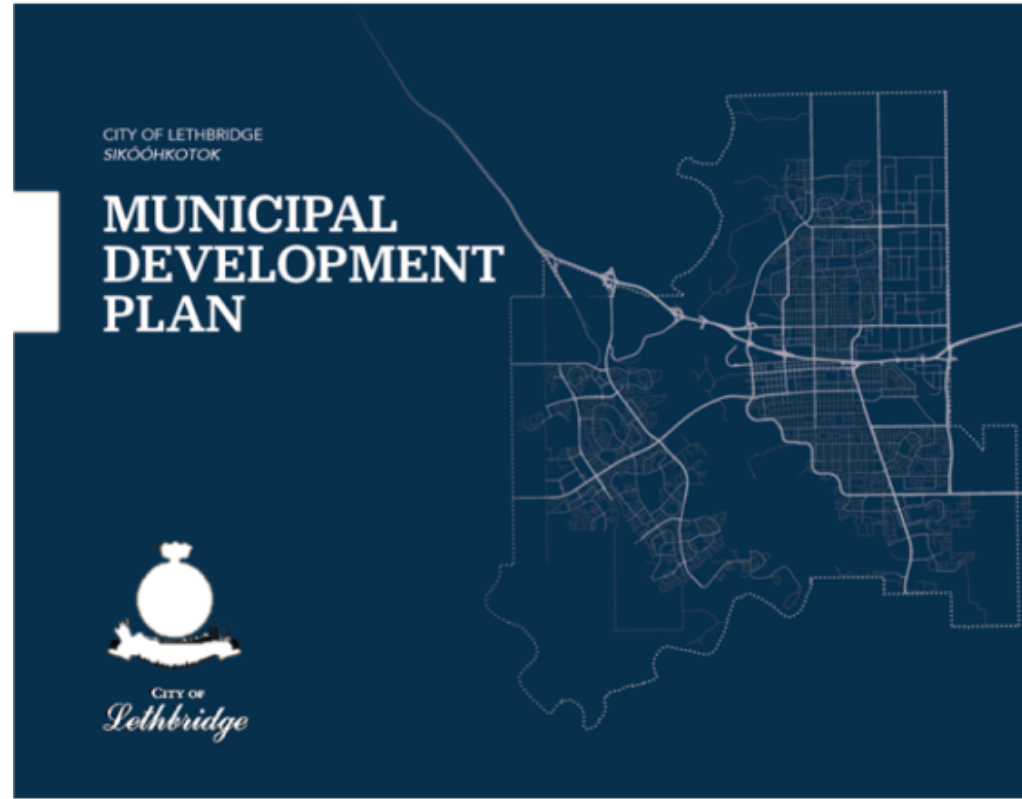 CITY OF LETHBRIDGE
SIKÓÓHKOTOK
MUNICIPAL
DEVELOPMENT
PLAN
CITY OF
Lethbridge